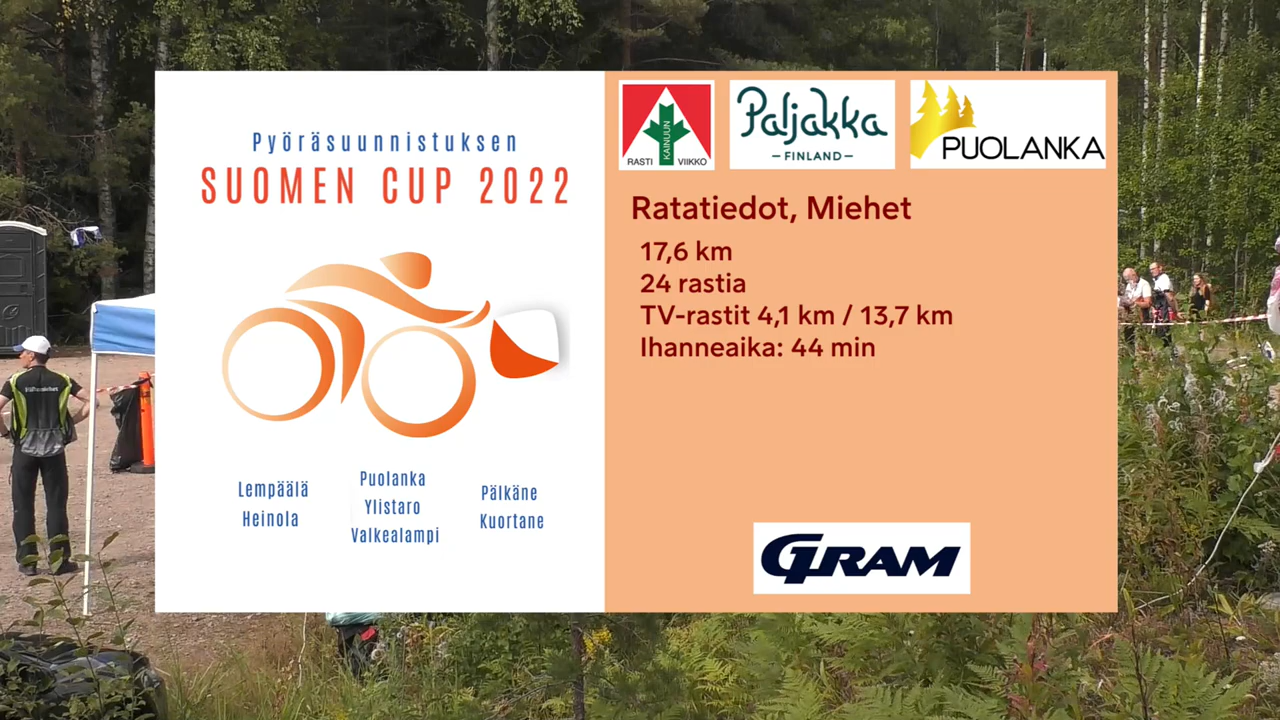 Pyöräsuunnistuksen
SUOMEN CUP 2022
Lempäälä
Heinola
Puolanka
Ylistaro
Valkealampi
Pälkäne
Kuortane
KAINUUN
RASTI VIIKKO
Paljakka
FINLAND
PUOLANKA
Ratatiedot, Miehet
17,6 km
24 rastia
TV-rastit 4,1 km / 13,7 km
Ihanneaika: 44 min
GRAM